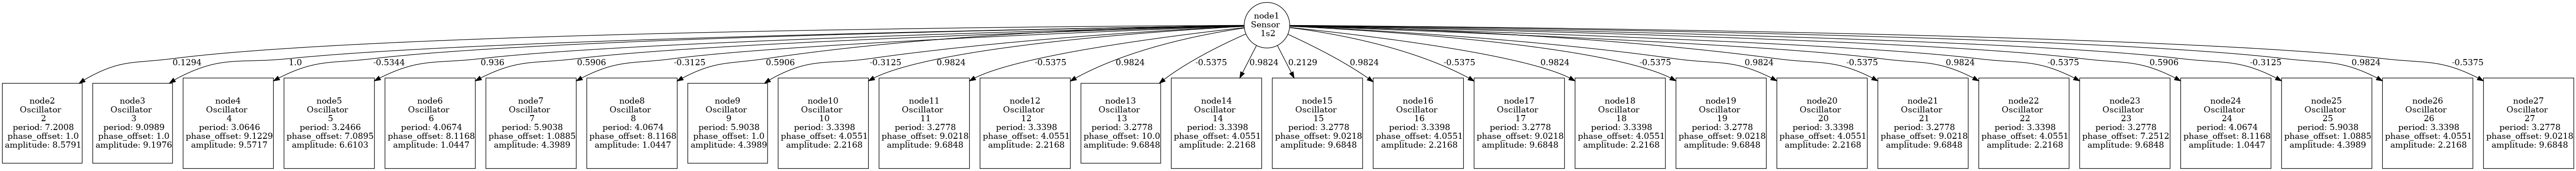 node1
Sensor
1s2
0.1294
1.0
-0.5344
0.936
0.5906
-0.3125
0.5906
-0.3125
0.9824
-0.5375
0.9824
-0.5375
0.9824
0.2129
0.9824
-0.5375
0.9824
-0.5375
0.9824
-0.5375
0.9824
-0.5375
0.5906
-0.3125
0.9824
-0.5375
node2
Oscillator
2
period: 7.2008
phase_offset: 1.0
amplitude: 8.5791
node3
Oscillator
3
period: 9.0989
phase_offset: 1.0
amplitude: 9.1976
node4
Oscillator
4
period: 3.0646
phase_offset: 9.1229
amplitude: 9.5717
node5
Oscillator
5
period: 3.2466
phase_offset: 7.0895
amplitude: 6.6103
node6
Oscillator
6
period: 4.0674
phase_offset: 8.1168
amplitude: 1.0447
node7
Oscillator
7
period: 5.9038
phase_offset: 1.0885
amplitude: 4.3989
node8
Oscillator
8
period: 4.0674
phase_offset: 8.1168
amplitude: 1.0447
node9
Oscillator
9
period: 5.9038
phase_offset: 1.0
amplitude: 4.3989
node10
Oscillator
10
period: 3.3398
phase_offset: 4.0551
amplitude: 2.2168
node11
Oscillator
11
period: 3.2778
phase_offset: 9.0218
amplitude: 9.6848
node12
Oscillator
12
period: 3.3398
phase_offset: 4.0551
amplitude: 2.2168
node13
Oscillator
13
period: 3.2778
phase_offset: 10.0
amplitude: 9.6848
node14
Oscillator
14
period: 3.3398
phase_offset: 4.0551
amplitude: 2.2168
node15
Oscillator
15
period: 3.2778
phase_offset: 9.0218
amplitude: 9.6848
node16
Oscillator
16
period: 3.3398
phase_offset: 4.0551
amplitude: 2.2168
node17
Oscillator
17
period: 3.2778
phase_offset: 9.0218
amplitude: 9.6848
node18
Oscillator
18
period: 3.3398
phase_offset: 4.0551
amplitude: 2.2168
node19
Oscillator
19
period: 3.2778
phase_offset: 9.0218
amplitude: 9.6848
node20
Oscillator
20
period: 3.3398
phase_offset: 4.0551
amplitude: 2.2168
node21
Oscillator
21
period: 3.2778
phase_offset: 9.0218
amplitude: 9.6848
node22
Oscillator
22
period: 3.3398
phase_offset: 4.0551
amplitude: 2.2168
node23
Oscillator
23
period: 3.2778
phase_offset: 7.2512
amplitude: 9.6848
node24
Oscillator
24
period: 4.0674
phase_offset: 8.1168
amplitude: 1.0447
node25
Oscillator
25
period: 5.9038
phase_offset: 1.0885
amplitude: 4.3989
node26
Oscillator
26
period: 3.3398
phase_offset: 4.0551
amplitude: 2.2168
node27
Oscillator
27
period: 3.2778
phase_offset: 9.0218
amplitude: 9.6848